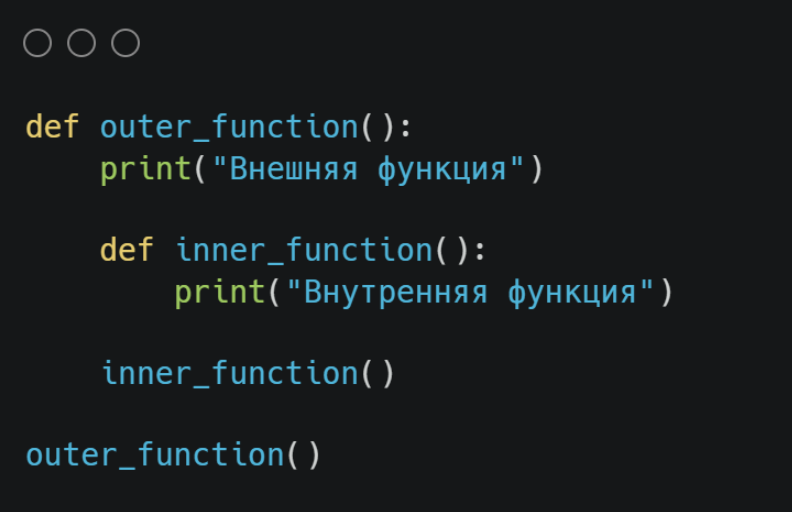 def outer_function():
    print("Внешняя функция")
    def inner_function():
        print("Внутренняя функция")
    inner_function()
outer_function()